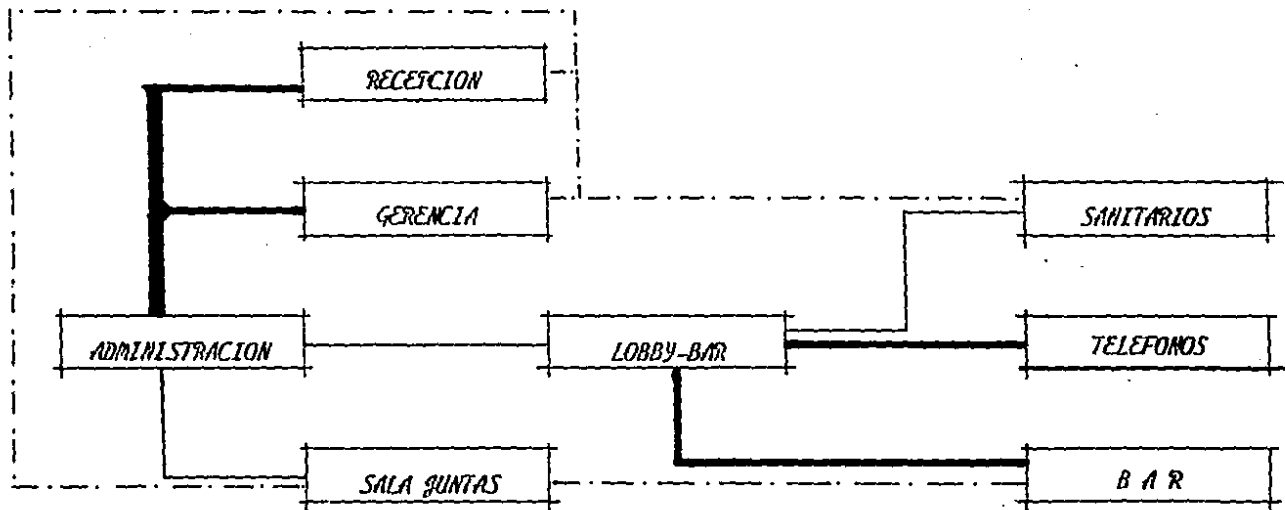 RECEPCION
GERENCIA
SANITARIOS
ADMINISTRACION
LOBBY-BAR
TELEFONOS
SALA JUNTAS
B A R